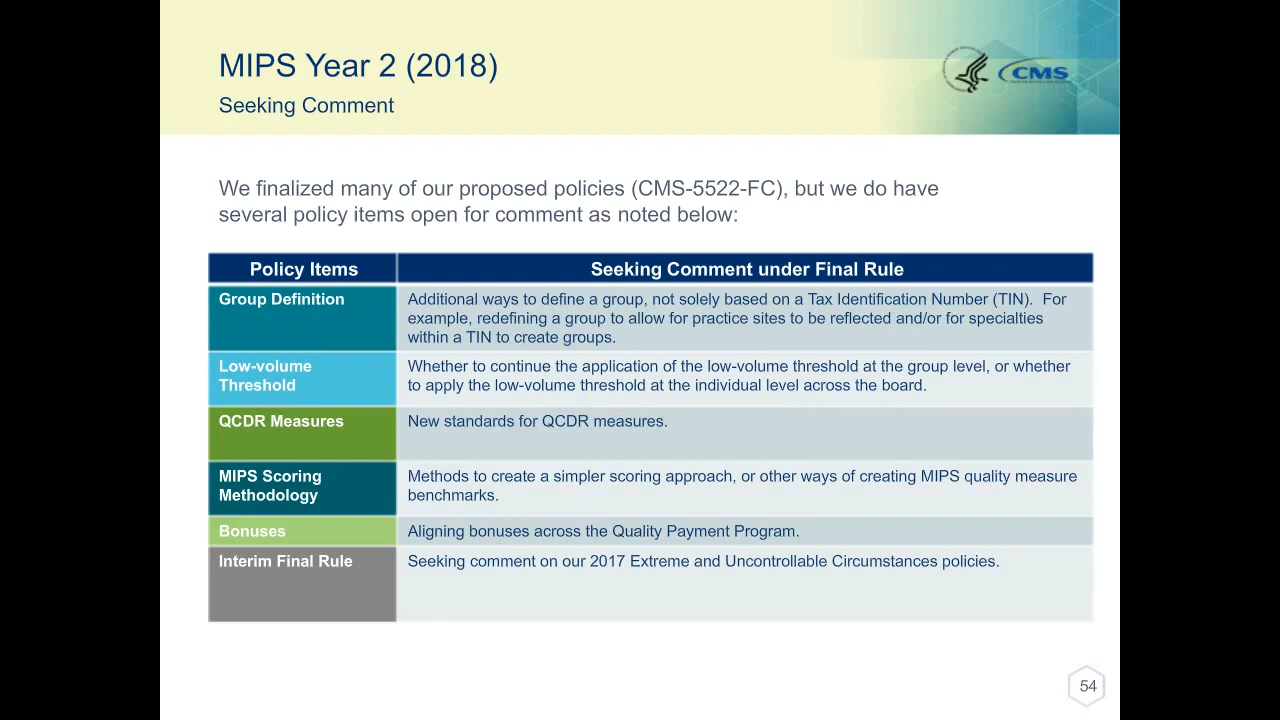 MIPS Year 2 (2018)
Seeking Comment
CMS
We finalized many of our proposed policies (CMS-5522-FC), but we do have
several policy items open for comment as noted below:
Policy Items
Seeking Comment under Final Rule
Group Definition
Additional ways to define a group, not solely based on a Tax Identification Number (TIN).  For
example, redefining a group to allow for practice sites to be reflected and/or for specialties
within a TIN to create groups.
Low-volume
Threshold
Whether to continue the application of the low-volume threshold at the group level, or whether
to apply the low-volume threshold at the individual level across the board.
QCDR Measures
New standards for QCDR measures.
MIPS Scoring
Methodology
Methods to create a simpler scoring approach, or other ways of creating MIPS quality measure
benchmarks.
Bonuses
Aligning bonuses across the Quality Payment Program.
Interim Final Rule
Seeking comment on our 2017 Extreme and Uncontrollable Circumstances policies.
54